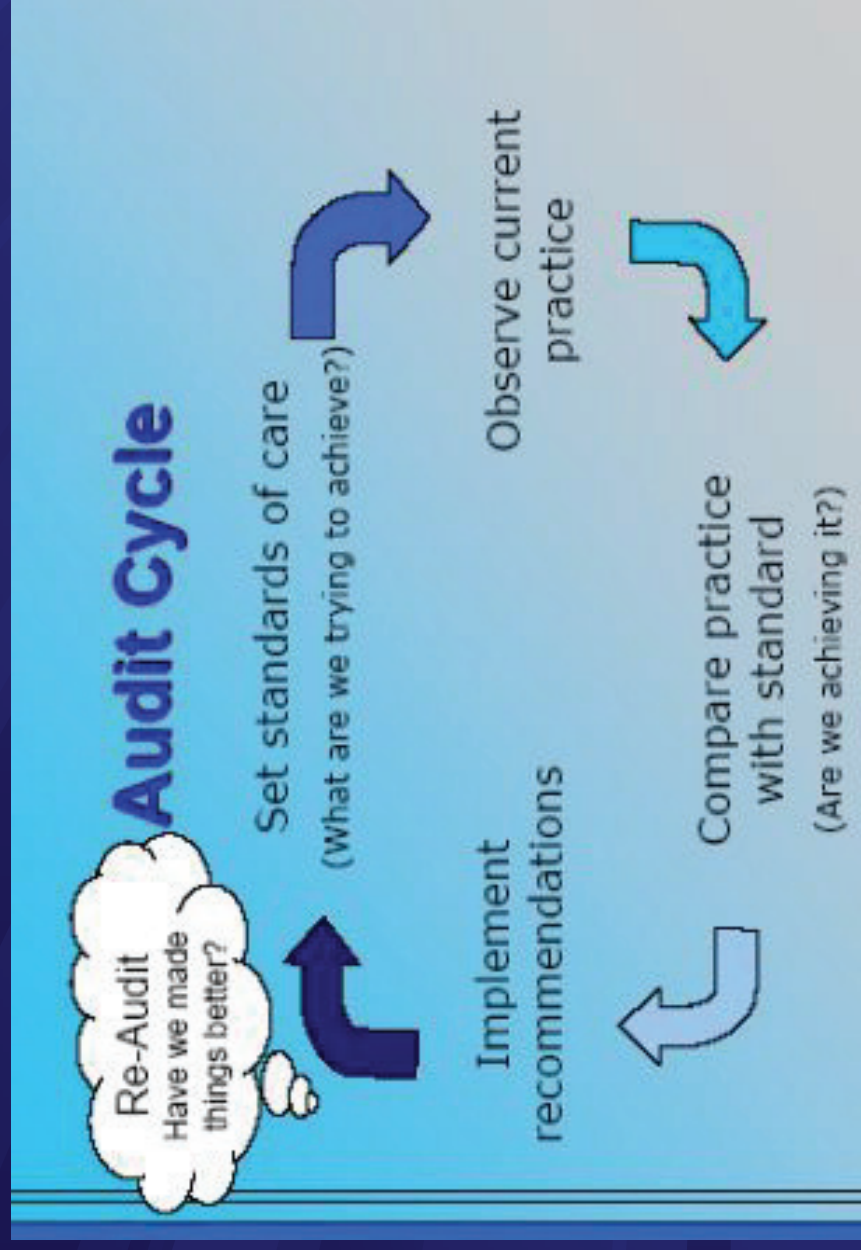 Audit Cycle
Re-Audit
Have we made
things better?
Set standards of care
(What are we trying to achieve?)
Observe current
practice
Compare practice
with standard
(Are we achieving it?)
Implement
recommendations